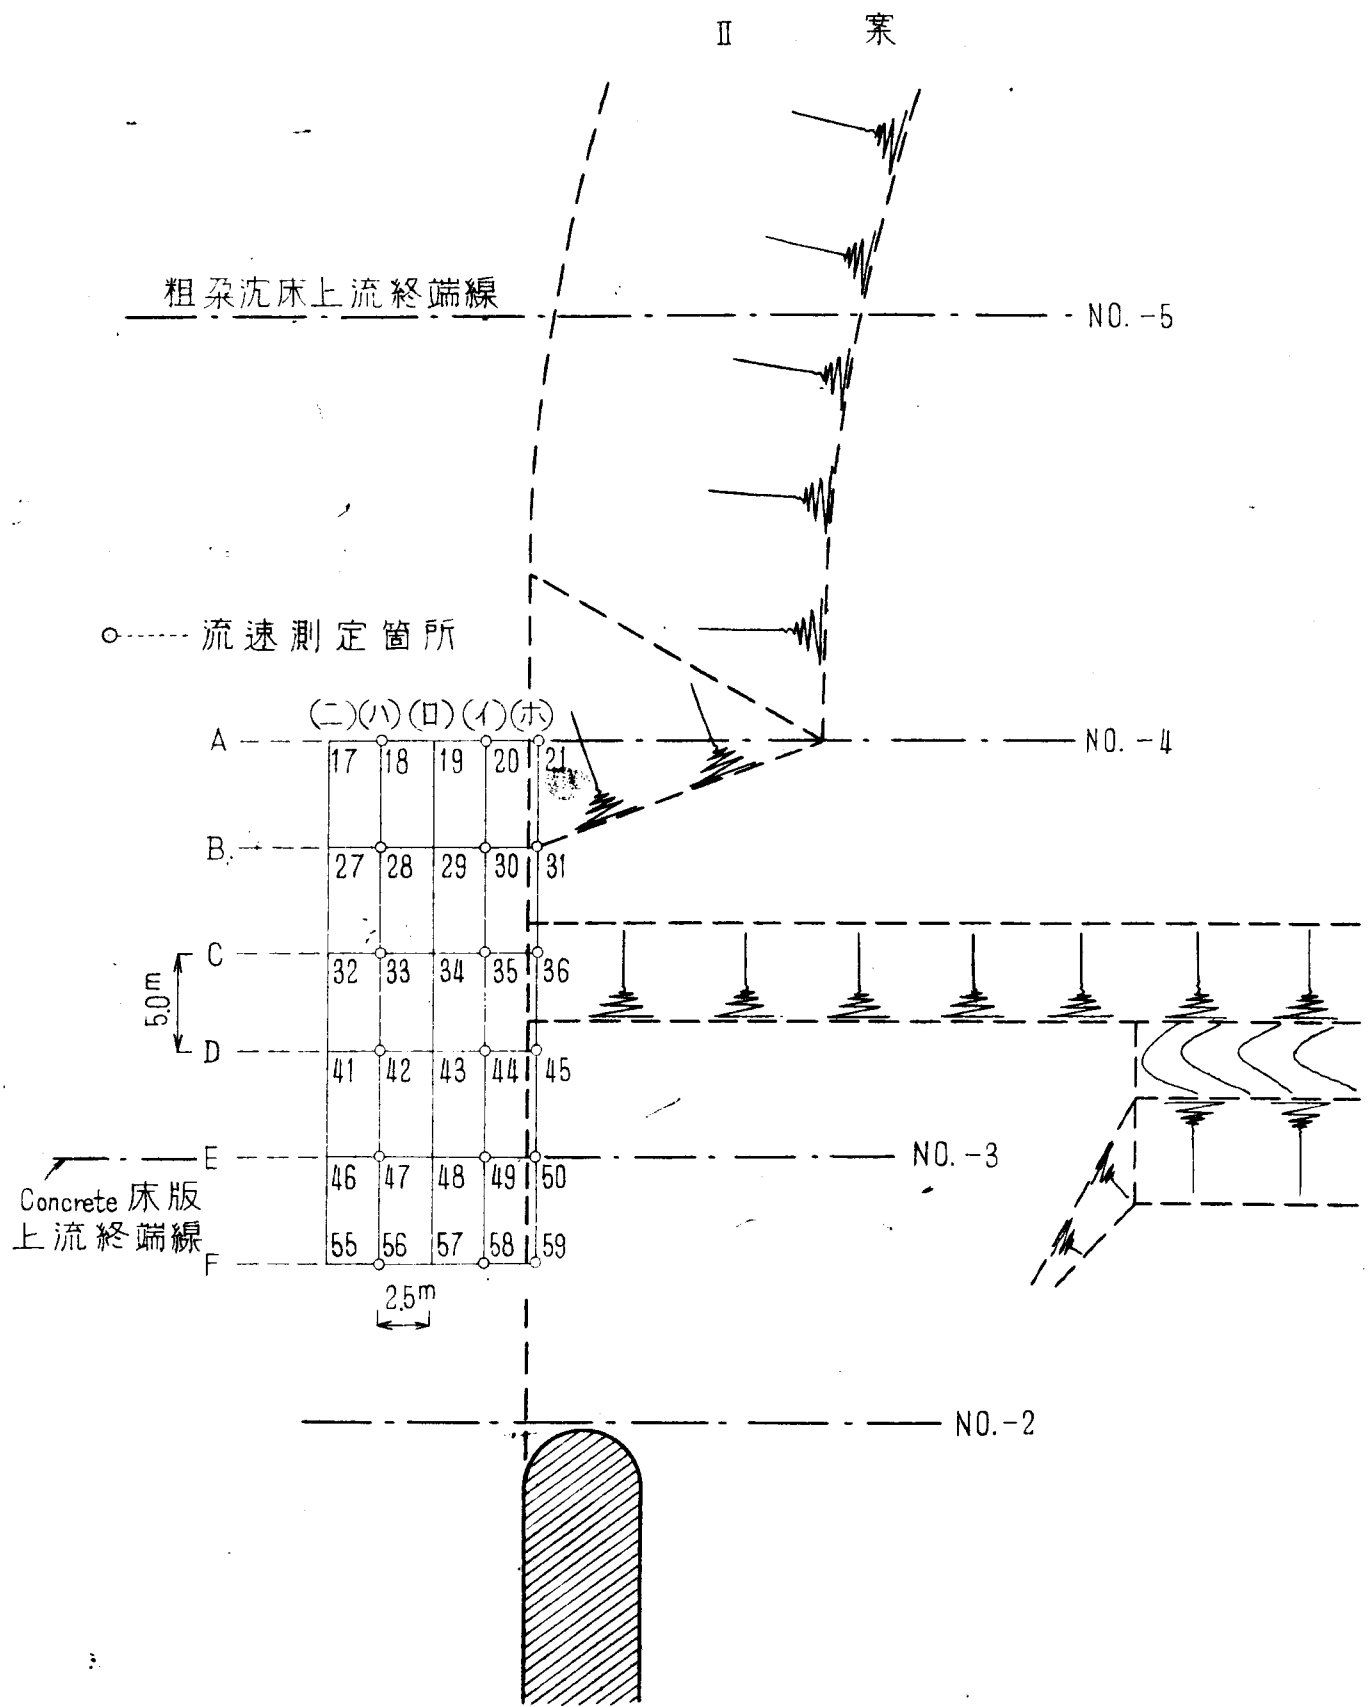 II 案
粗朶沈床上流終端線
NO.-5
流速測定箇所
(ニ)(ハ)(ロ)(イ)(ホ)
A
NO.-4
17 18 19 20 21
B
27 28 29 30 31
C
32 33 34 35 36
5.0m
D
41 42 43 44 45
E
NO.-3
46 47 48 49 50
Concrete 床版
上流終端線
55 56 57 58 59
F
2.5m
NO.-2